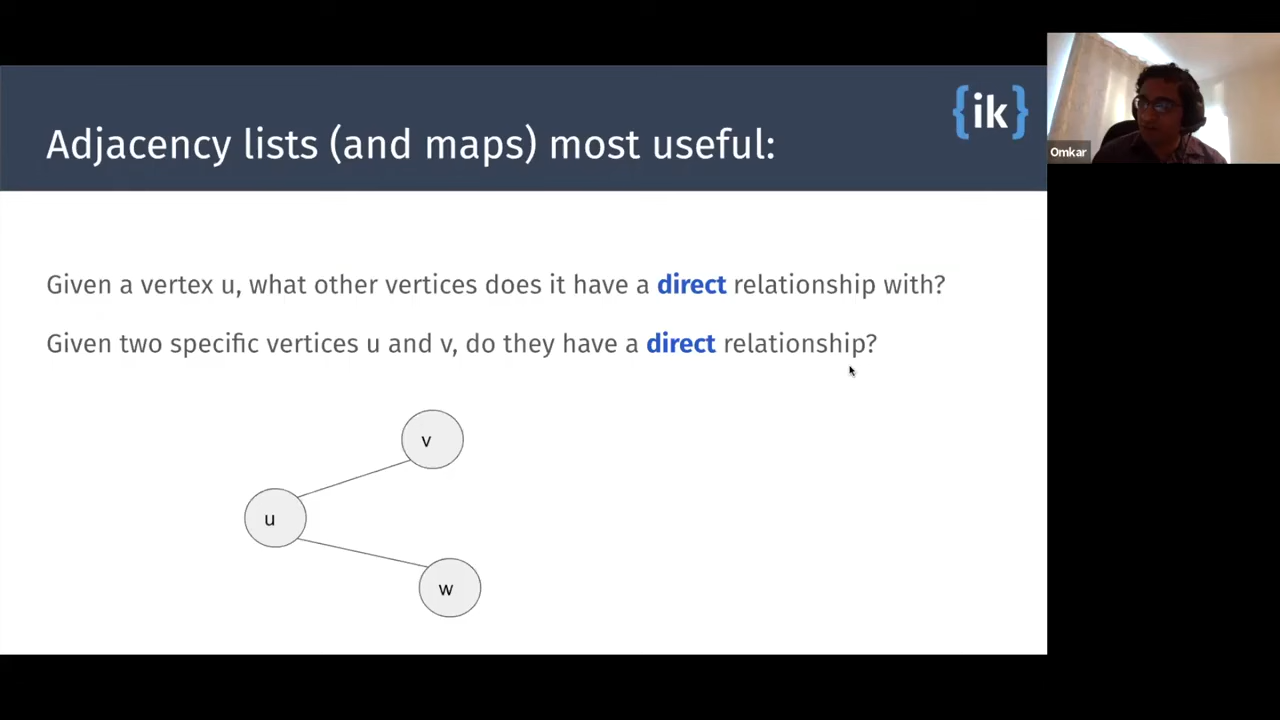 Adjacency lists (and maps) most useful:
{ik}
Omkar
Given a vertex u, what other vertices does it have a direct relationship with?
Given two specific vertices u and v, do they have a direct relationship?
v
u
w